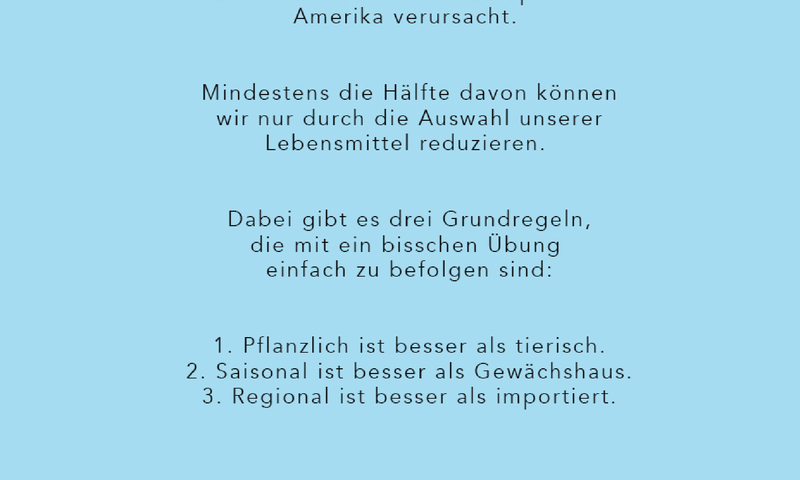 Amerika verursacht.
Mindestens die Hälfte davon können
wir nur durch die Auswahl unserer
Lebensmittel reduzieren.
Dabei gibt es drei Grundregeln,
die mit ein bisschen Übung
einfach zu befolgen sind:
1. Pflanzlich ist besser als tierisch.
2. Saisonal ist besser als Gewächshaus.
3. Regional ist besser als importiert.